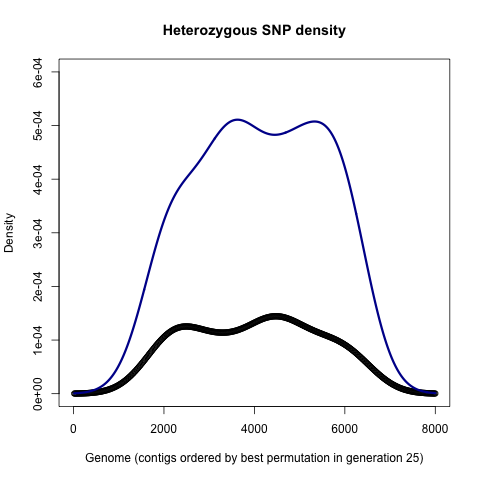 Heterozygous SNP density
Density
6e-04
5e-04
4e-04
3e-04
2e-04
1e-04
0e+00
0 2000 4000 6000 8000
Genome (contigs ordered by best permutation in generation 25)